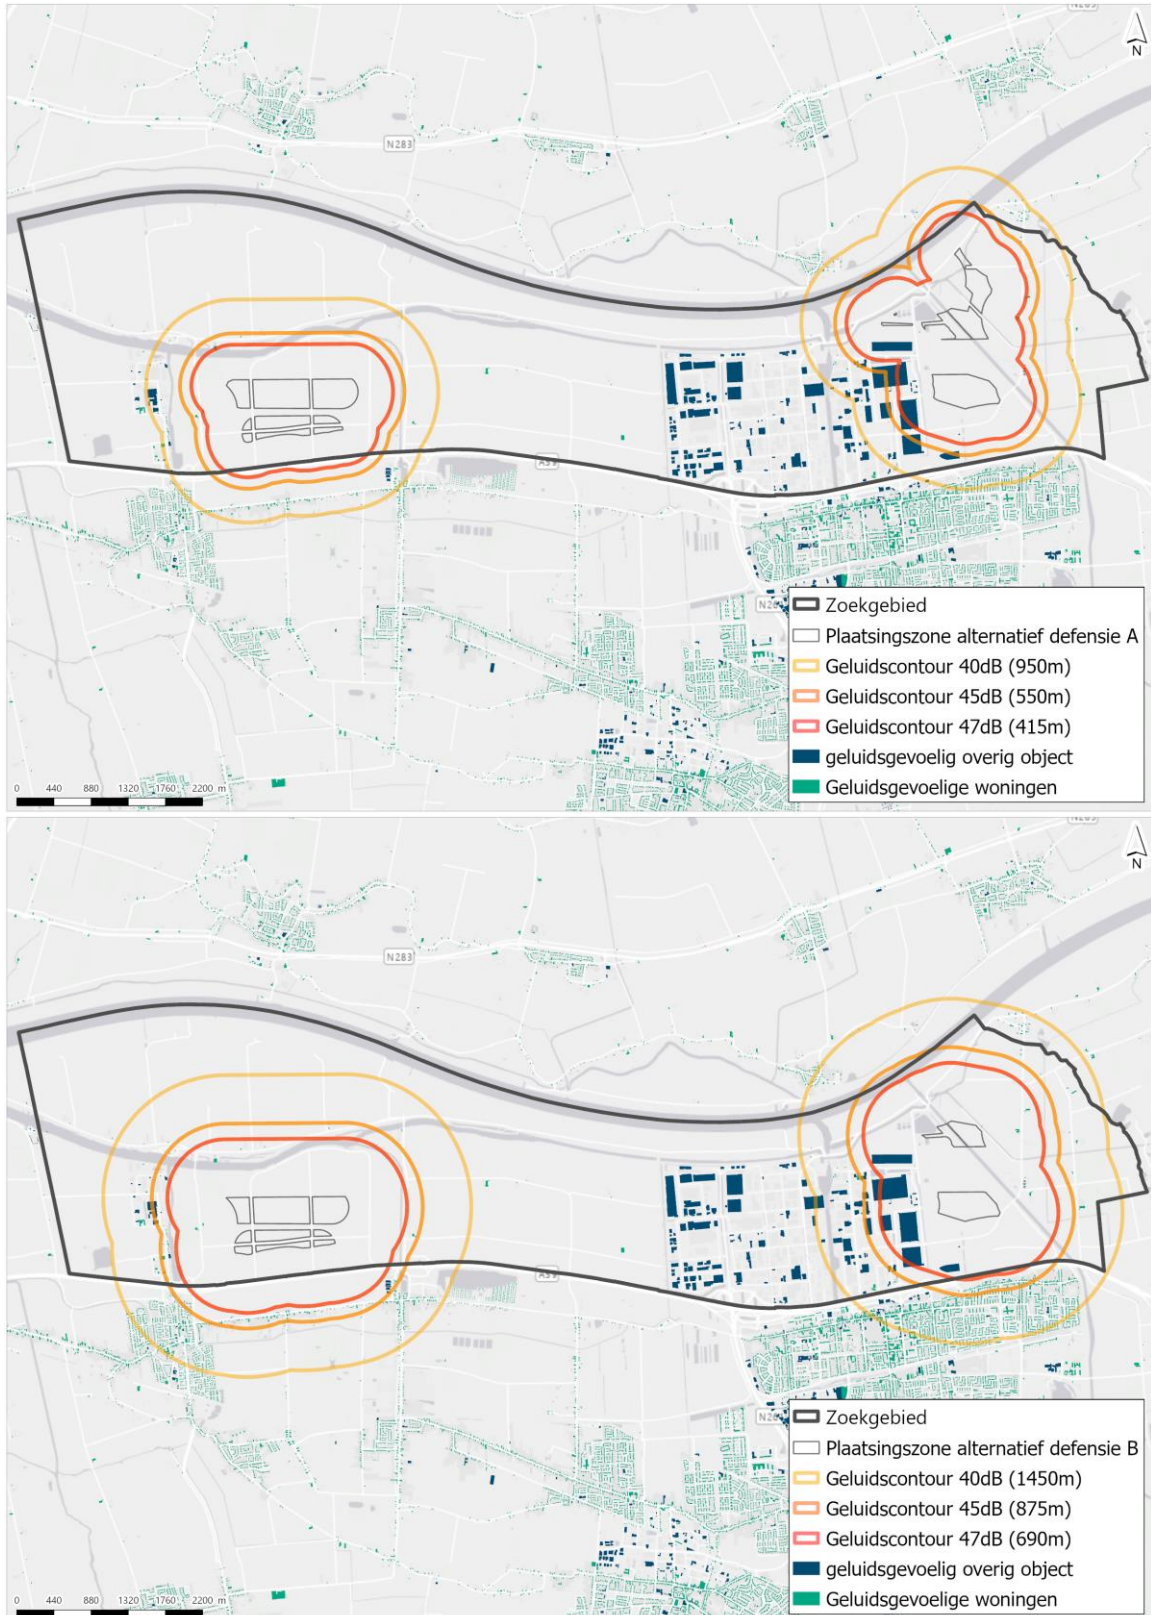 N
N283
A59
Zoekgebied
Plaatsingszone alternatief defensie A
Geluidscontour 40dB (950m)
Geluidscontour 45dB (550m)
Geluidscontour 47dB (415m)
geluidsgevoelig overig object
Geluidsgevoelige woningen
0 440 880 1320 1760 2200 m
N
N283
A59
Zoekgebied
Plaatsingszone alternatief defensie B
Geluidscontour 40dB (1450m)
Geluidscontour 45dB (875m)
Geluidscontour 47dB (690m)
geluidsgevoelig overig object
Geluidsgevoelige woningen
0 440 880 1320 1760 2200 m